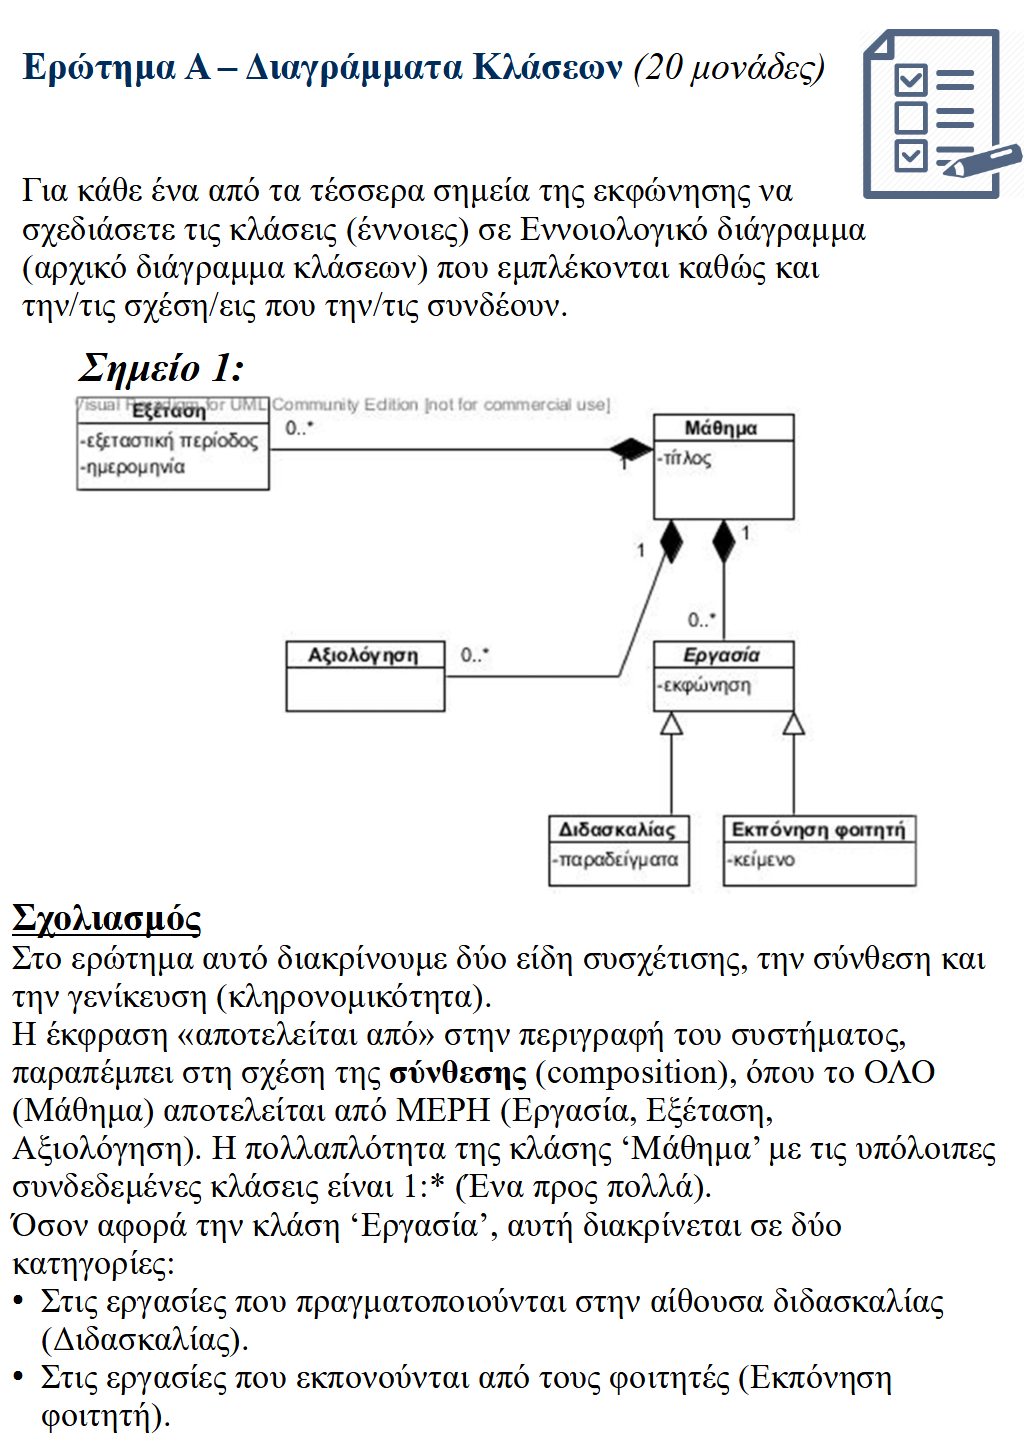 Ερώτημα Α – Διαγράμματα Κλάσεων (20 μονάδες)
Για κάθε ένα από τα τέσσερα σημεία της εκφώνησης να
σχεδιάσετε τις κλάσεις (έννοιες) σε Εννοιολογικό διάγραμμα
(αρχικό διάγραμμα κλάσεων) που εμπλέκονται καθώς και
την/τις σχέση/εις που την/τις συνδέουν.
Σημείο 1:
Visual Paradigm for UML Community Edition [not for commercial use]
Εξέταση
-εξεταστική περίοδος
-ημερομηνία
0..*
1
Μάθημα
-τίτλος
1
1
0..*
Αξιολόγηση
0..*
Εργασία
-εκφώνηση
Διδασκαλίας
-παραδείγματα
Εκπόνηση φοιτητή
-κείμενο
Σχολιασμός
Στο ερώτημα αυτό διακρίνουμε δύο είδη συσχέτισης, την σύνθεση και
την γενίκευση (κληρονομικότητα).
Η έκφραση «αποτελείται από» στην περιγραφή του συστήματος,
παραπέμπει στη σχέση της σύνθεσης (composition), όπου το ΟΛΟ
(Μάθημα) αποτελείται από ΜΕΡΗ (Εργασία, Εξέταση,
Αξιολόγηση). Η πολλαπλότητα της κλάσης ‘Μάθημα’ με τις υπόλοιπες
συνδεδεμένες κλάσεις είναι 1:* (Ένα προς πολλά).
Όσον αφορά την κλάση ‘Εργασία’, αυτή διακρίνεται σε δύο
κατηγορίες:
• Στις εργασίες που πραγματοποιούνται στην αίθουσα διδασκαλίας
(Διδασκαλίας).
• Στις εργασίες που εκπονούνται από τους φοιτητές (Εκπόνηση
φοιτητή).